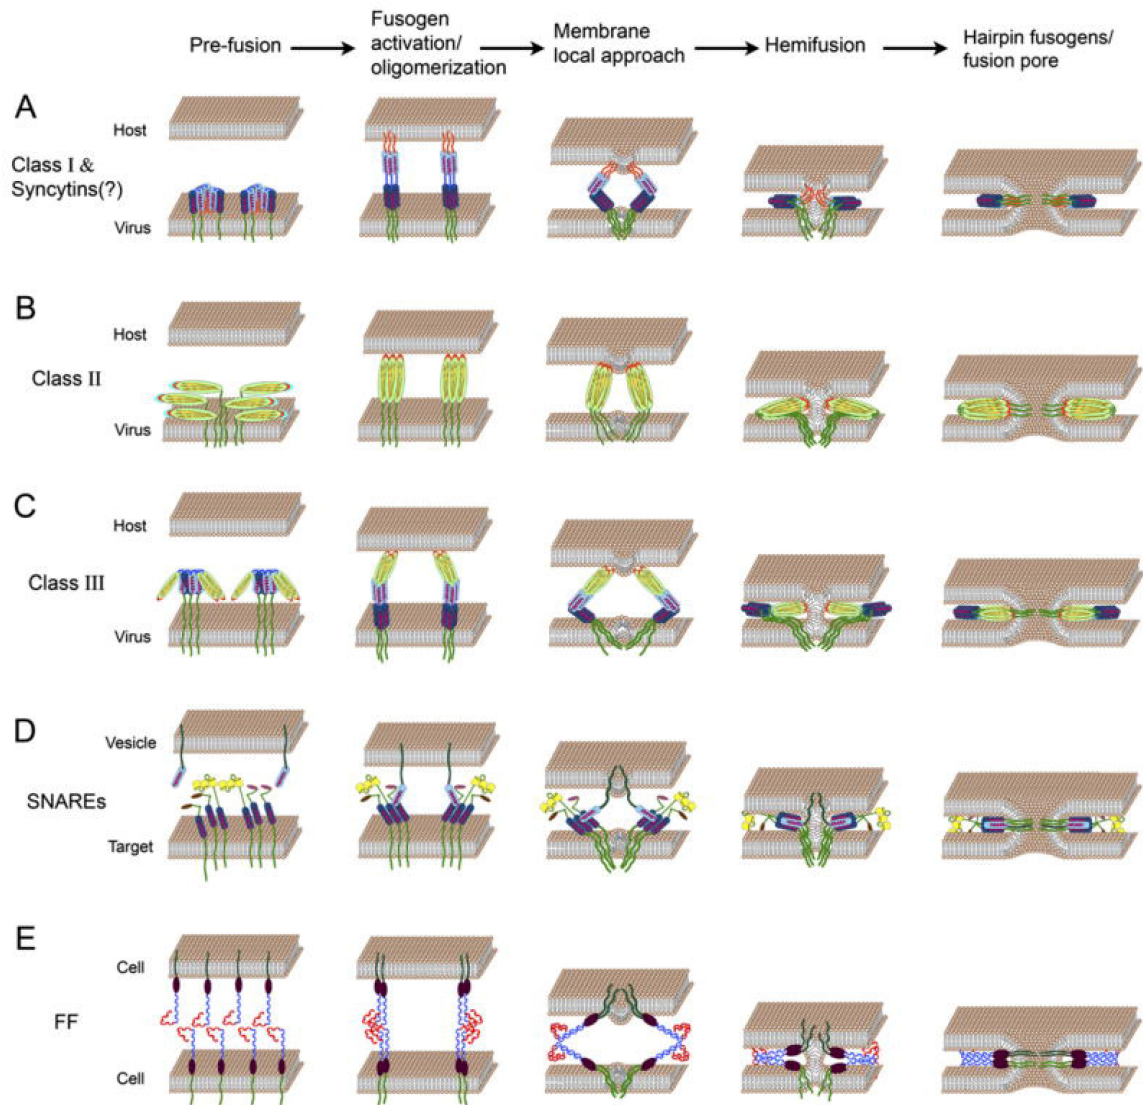 Pre-fusion
Fusogen
activation/
oligomerization
Membrane
local approach
Hemifusion
Hairpin fusogens/
fusion pore
A
Host
Class I &
Syncytins(?)
Virus
B
Host
Class II
Virus
C
Host
Class III
Virus
D
Vesicle
SNAREs
Target
E
Cell
FF
Cell